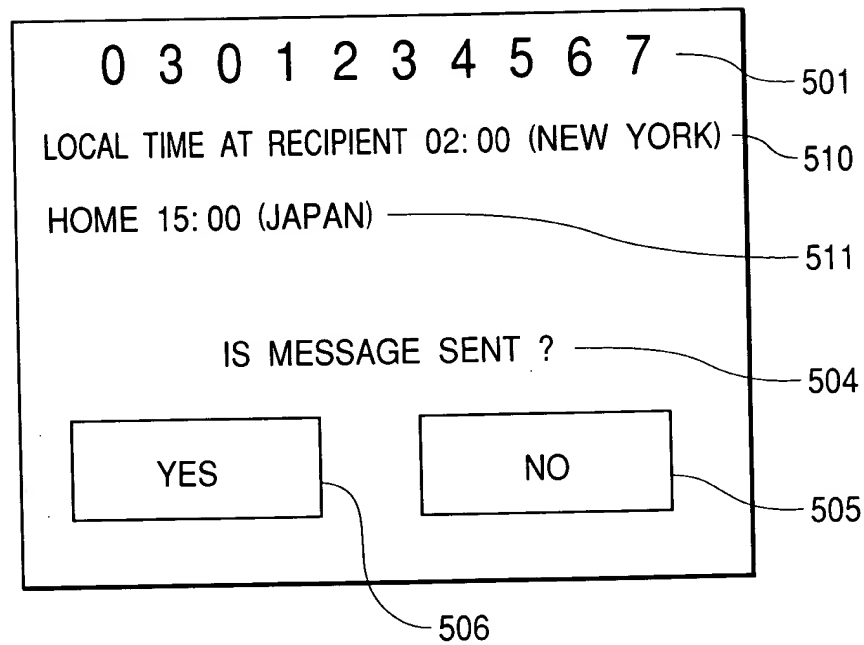 0 3 0 1 2 3 4 5 6 7
501
LOCAL TIME AT RECIPIENT 02:00 (NEW YORK)
510
HOME 15:00 (JAPAN)
511
IS MESSAGE SENT ?
504
YES
NO
505
506